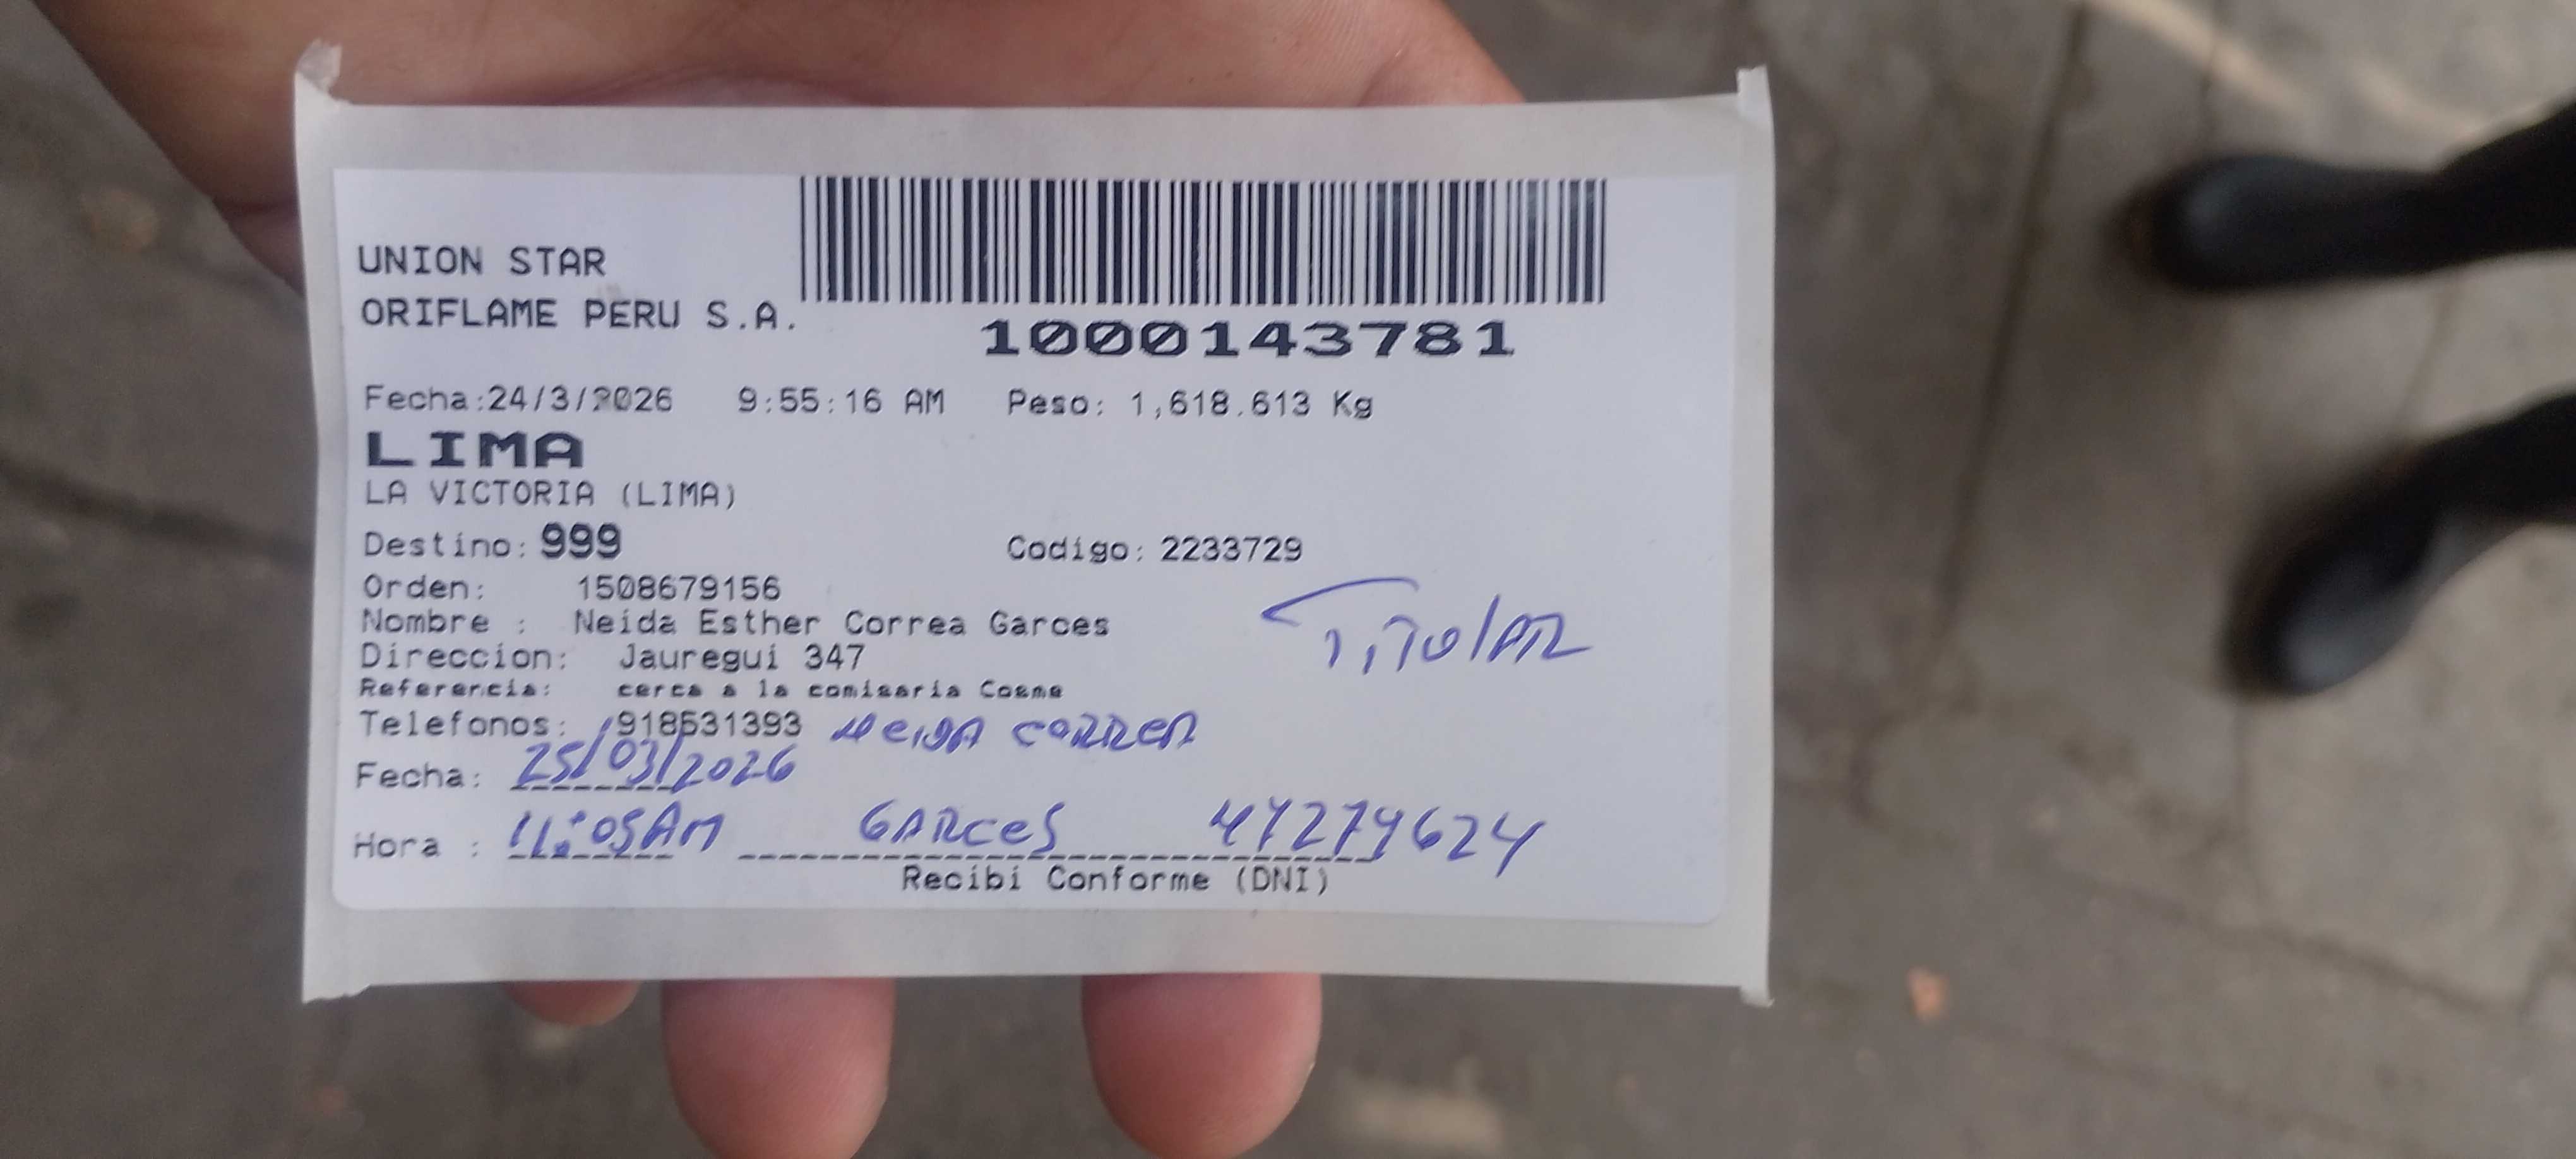 UNION STAR
ORIFLAME PERU S.A.
1000143781
Fecha:24/3/2026 9:55:16 AM Peso: 1,618.613 Kg
LIMA
LA VICTORIA (LIMA)
Destino: 999 Codigo: 2233729
Orden: 1508679156
Nombre : Neida Esther Correa Garces
Direccion: Jauregui 347
TITULAR
Referencia: cerca a la comisaria Cosme
Telefonos: 918531393 NEIDA CORREA
Fecha: 25/03/2026
Hora : 11:05AM GARCES 47279624
Recibi Conforme (DNI)